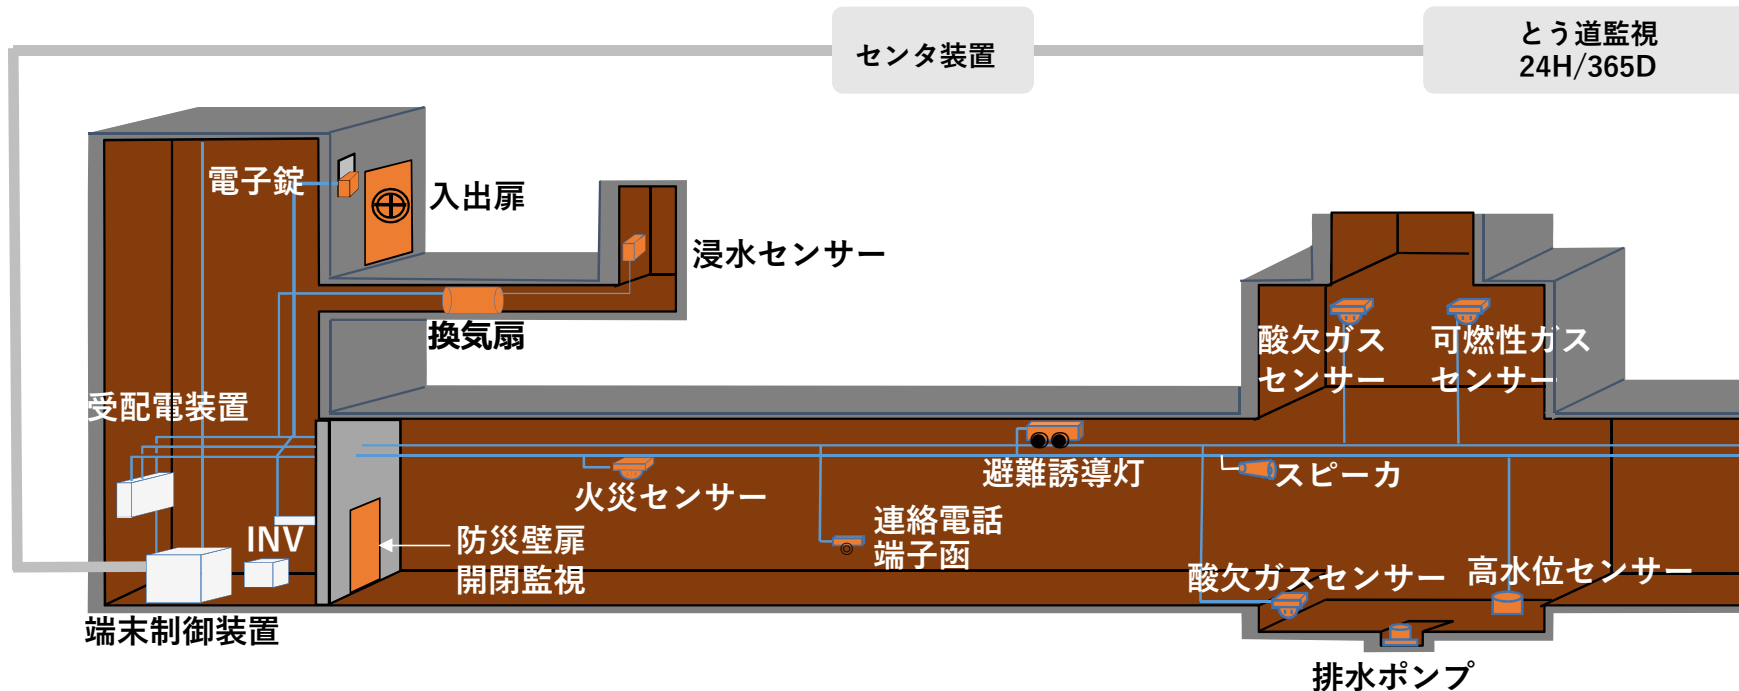 センタ装置
とう道監視
24H/365D
電子錠
入出扉
浸水センサー
換気扇
酸欠ガス
センサー
可燃性ガス
センサー
受配電装置
避難誘導灯
スピーカ
火災センサー
連絡電話
端子函
INV
防災壁扉
開閉監視
酸欠ガスセンサー
高水位センサー
端末制御装置
排水ポンプ